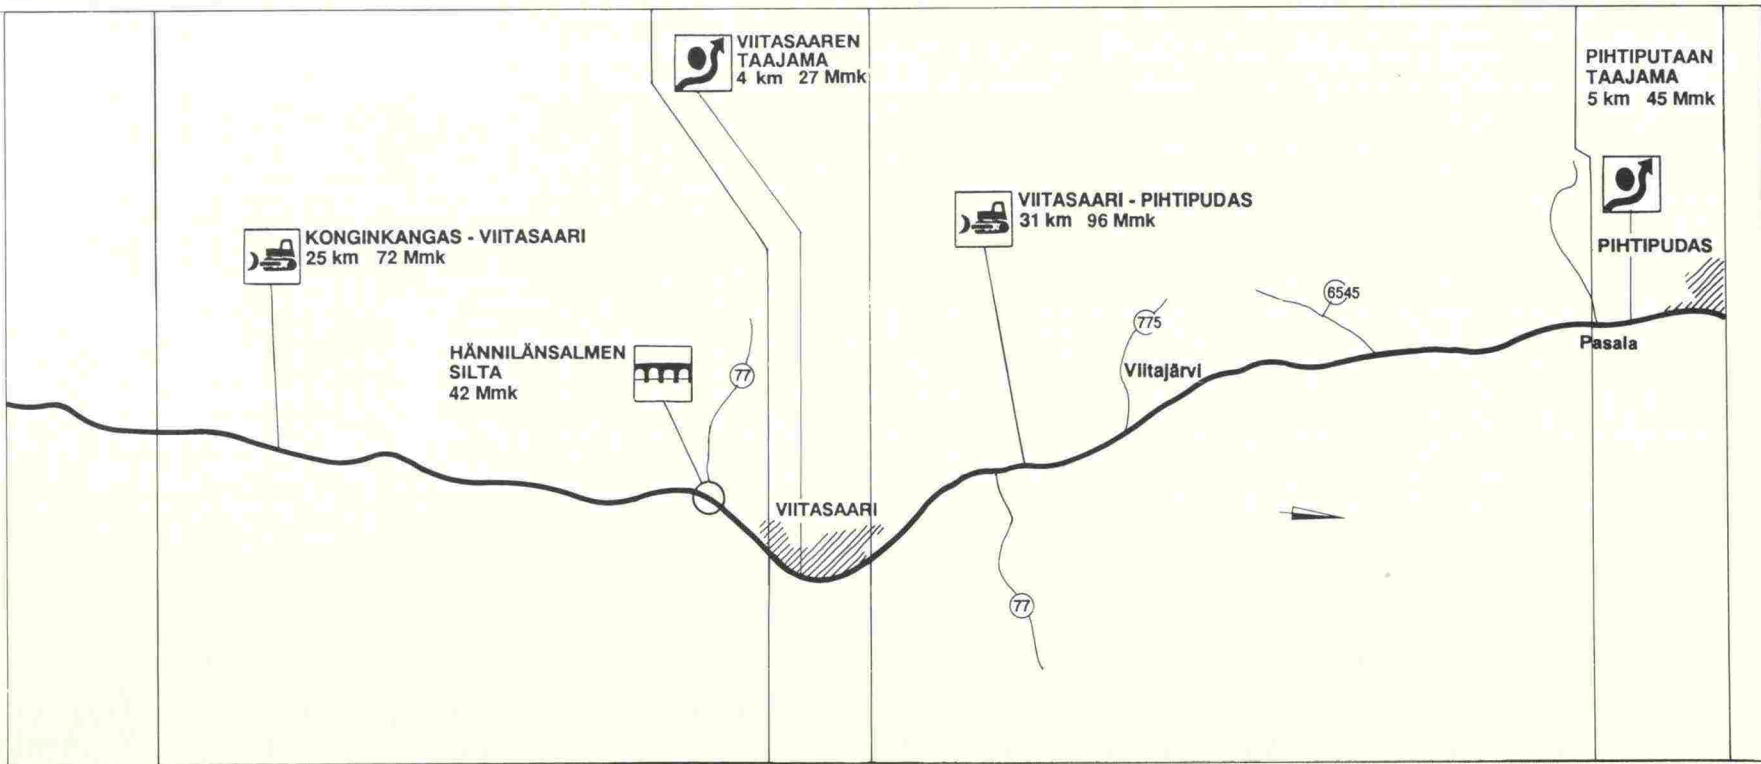 VIITASAAREN
TAAJAMA
4 km 27 Mmk
PIHTIPUTAAN
TAAJAMA
5 km 45 Mmk
KONGINKANGAS - VIITASAARI
25 km 72 Mmk
VIITASAARI - PIHTIPUDAS
31 km 96 Mmk
PIHTIPUDAS
HÄNNILÄNSALMEN
SILTA
42 Mmk
77
775
6545
Viitajärvi
Pasala
VIITASAARI
77